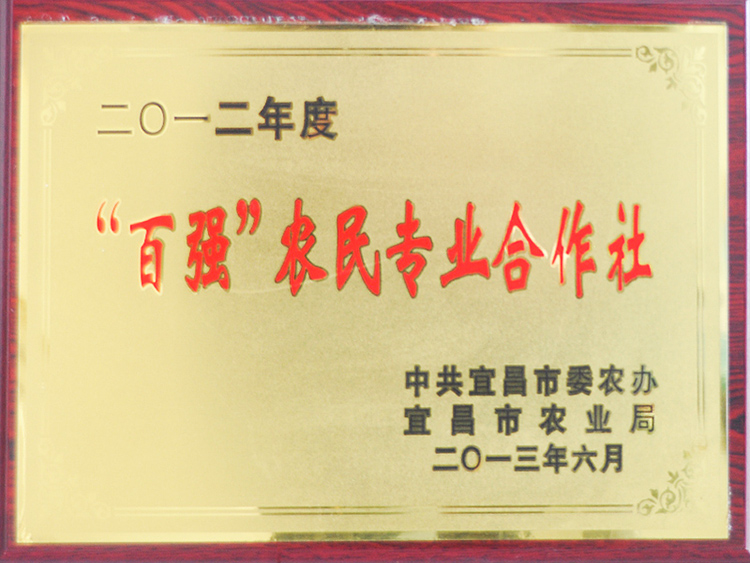 二〇一二年度
“百强”农民专业合作社
中共宜昌市委农办
宜昌市农业局
二〇一三年六月